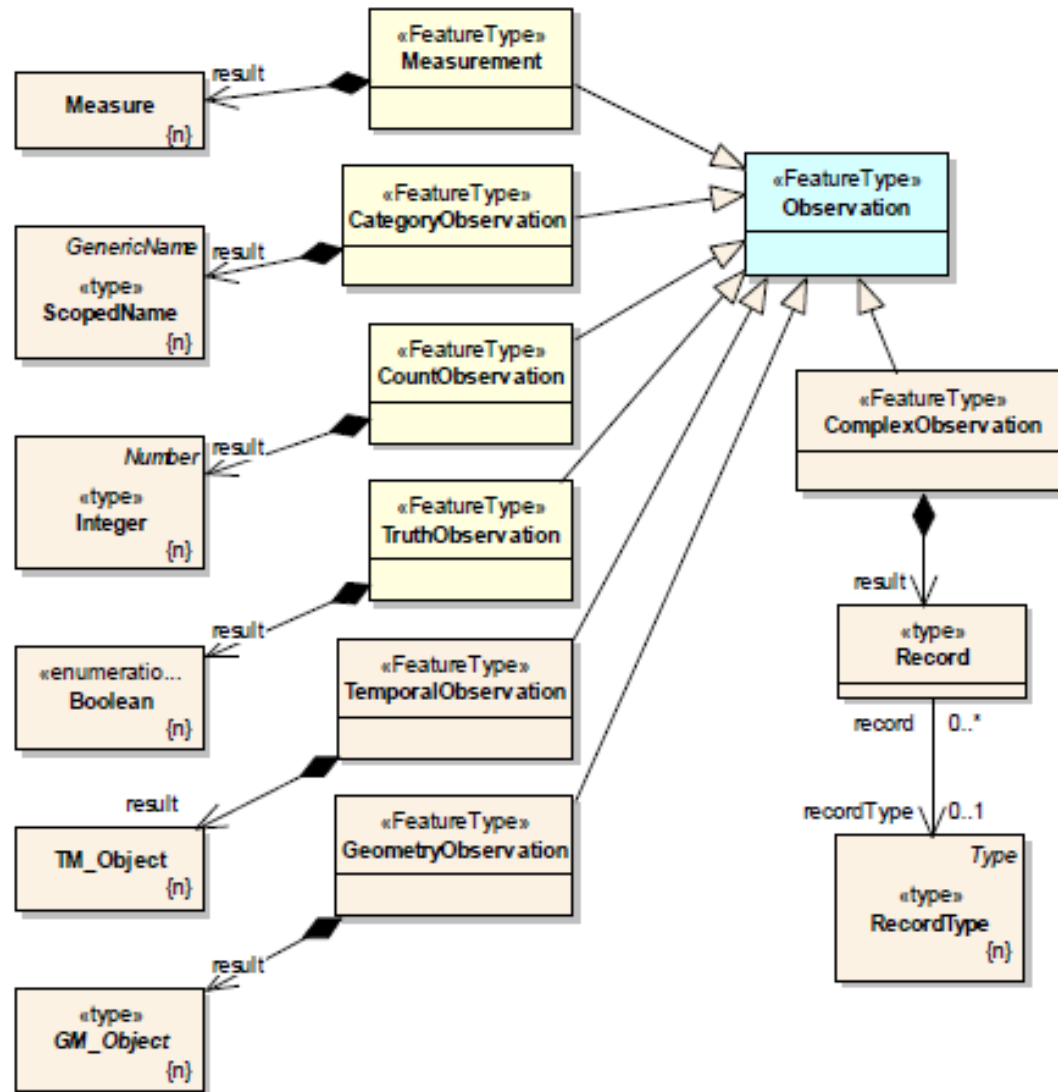 «FeatureType»
Measurement
result
Measure
{n}
«FeatureType»
Observation
«FeatureType»
CategoryObservation
result
GenericName
«type»
ScopedName
{n}
«FeatureType»
CountObservation
result
Number
«type»
Integer
{n}
«FeatureType»
ComplexObservation
«FeatureType»
TruthObservation
result
«enumeratio...
Boolean
{n}
result
«type»
Record
record 0..*
«FeatureType»
TemporalObservation
result
TM_Object
{n}
recordType 0..1
Type
«type»
RecordType
{n}
«FeatureType»
GeometryObservation
result
«type»
GM_Object
{n}